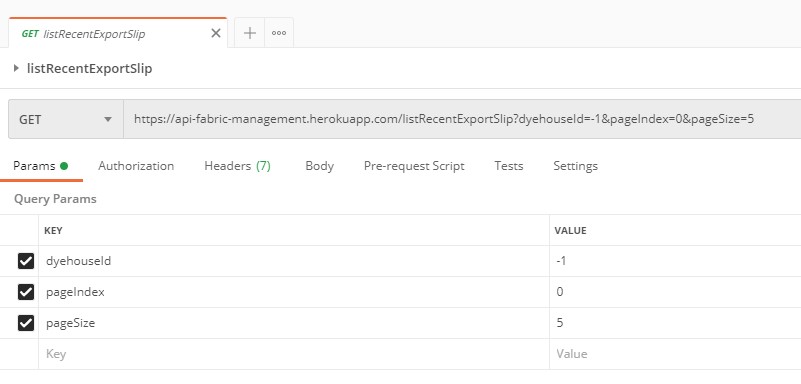 GET listRecentExportSlip
listRecentExportSlip
GET https://api-fabric-management.herokuapp.com/listRecentExportSlip?dyehouseId=-1&pageIndex=0&pageSize=5
Params Authorization Headers (7) Body Pre-request Script Tests Settings
Query Params
KEY VALUE
dyehouseId -1
pageIndex 0
pageSize 5
Key Value